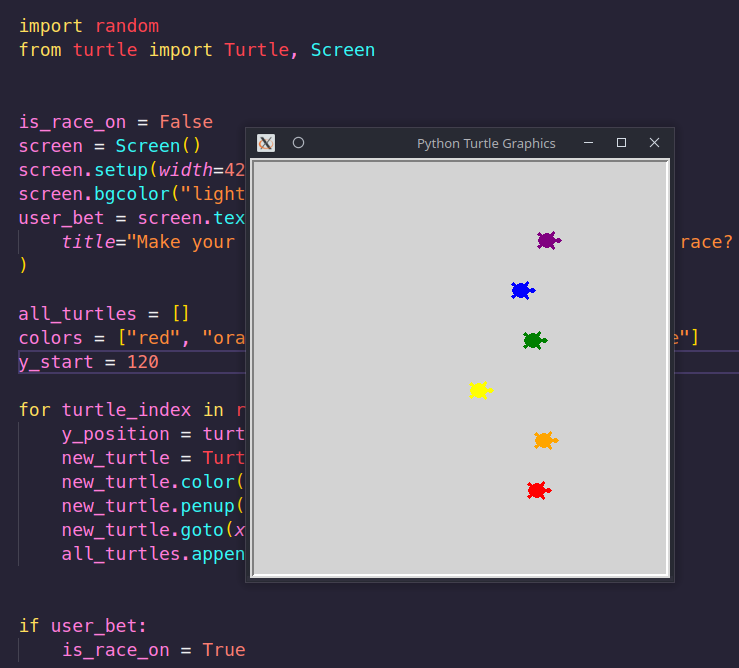 import random
from turtle import Turtle, Screen
is_race_on = False
screen = Screen()
screen.setup(width=42
screen.bgcolor("light
user_bet = screen.tex
title="Make your race?
)
all_turtles = []
colors = ["red", "ora e"]
y_start = 120
for turtle_index in r
y_position = turt
new_turtle = Turt
new_turtle.color(
new_turtle.penup(
new_turtle.goto(x
all_turtles.appen
if user_bet:
is_race_on = True
Python Turtle Graphics